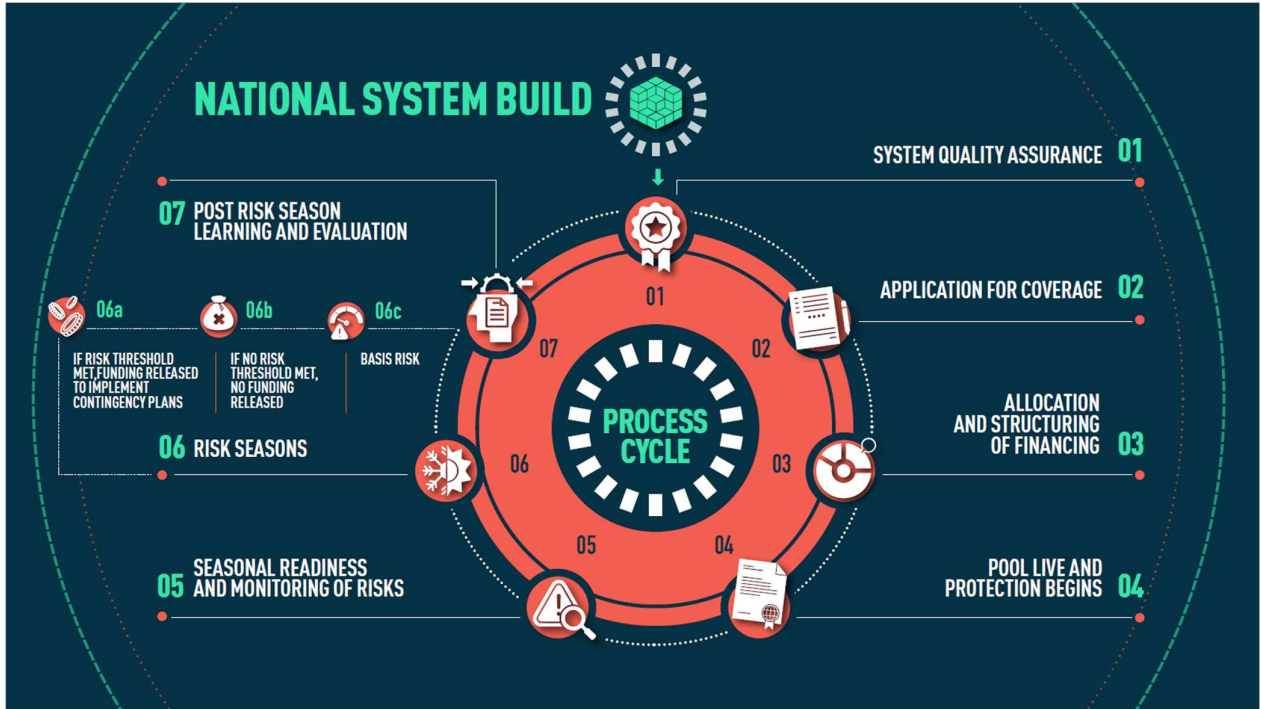 NATIONAL SYSTEM BUILD
SYSTEM QUALITY ASSURANCE 01
APPLICATION FOR COVERAGE 02
ALLOCATION
AND STRUCTURING
OF FINANCING 03
POOL LIVE AND
PROTECTION BEGINS 04
05 SEASONAL READINESS
AND MONITORING OF RISKS
06 RISK SEASONS
06a
IF RISK THRESHOLD
MET,FUNDING RELEASED
TO IMPLEMENT
CONTINGENCY PLANS
06b
IF NO RISK
THRESHOLD MET,
NO FUNDING
RELEASED
06c
BASIS RISK
07 POST RISK SEASON
LEARNING AND EVALUATION
PROCESS
CYCLE
01
02
03
04
05
06
07